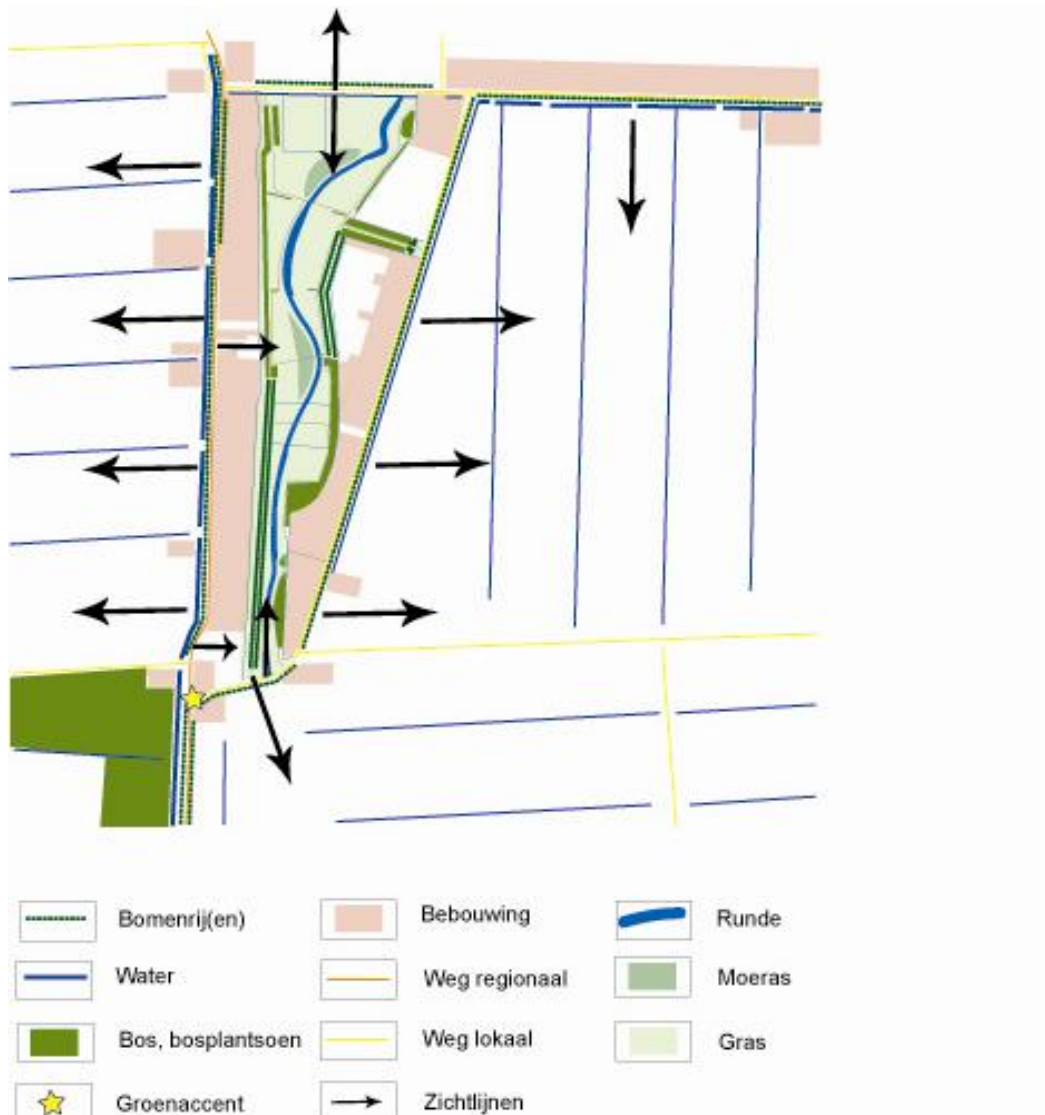 Bomenrij(en)
Bebouwing
Runde
Water
Weg regionaal
Moeras
Bos, bosplantsoen
Weg lokaal
Gras
Groenaccent
Zichtlijnen